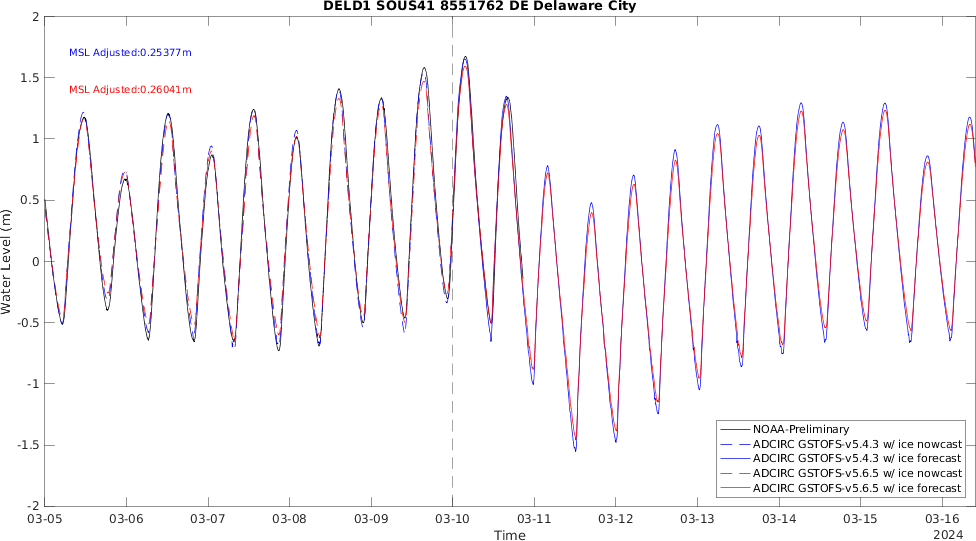 DELD1 SOUS41 8551762 DE Delaware City
2
1.5
1
0.5
0
-0.5
-1
-1.5
-2
Water Level (m)
MSL Adjusted:0.25377m
MSL Adjusted:0.26041m
NOAA-Preliminary
ADCIRC GSTOFS-v5.4.3 w/ ice nowcast
ADCIRC GSTOFS-v5.4.3 w/ ice forecast
ADCIRC GSTOFS-v5.6.5 w/ ice nowcast
ADCIRC GSTOFS-v5.6.5 w/ ice forecast
03-05 03-06 03-07 03-08 03-09 03-10 03-11 03-12 03-13 03-14 03-15 03-16
Time
2024